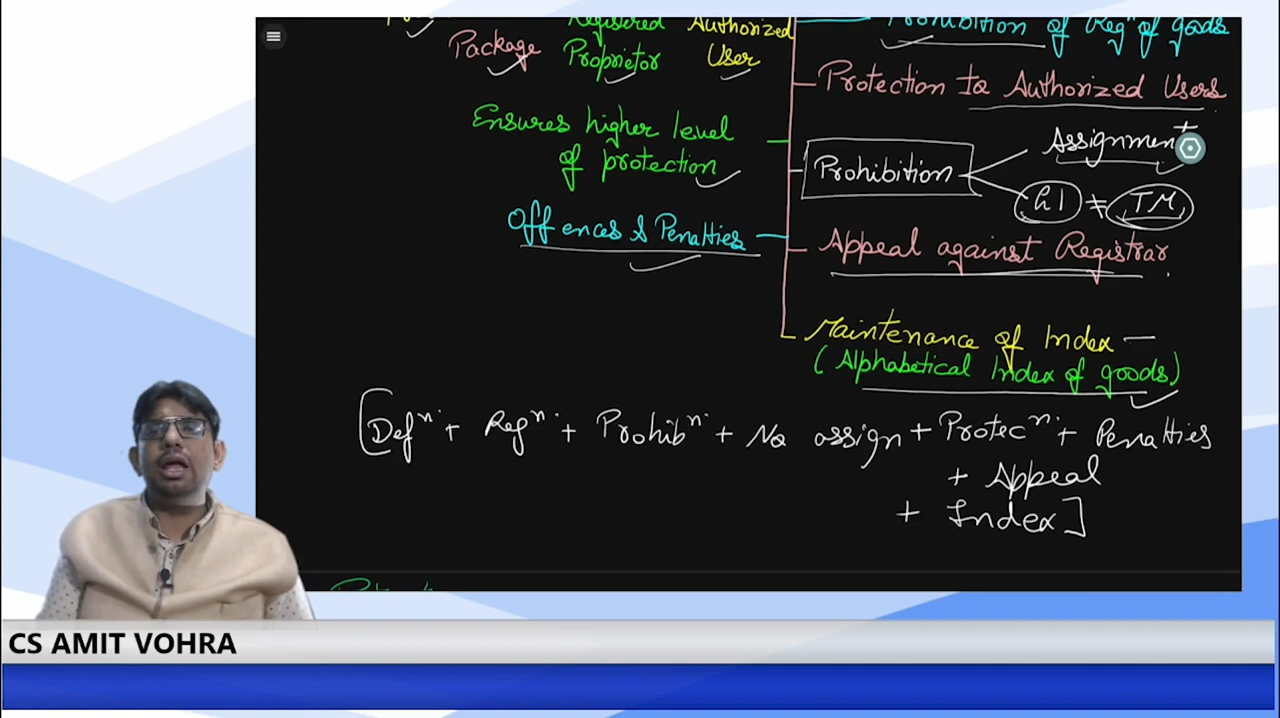 Registered Authorized
Package Proprietor User
Ensures higher level
of protection
Offences & Penalties
Prohibition of Regⁿ of goods
Protection to Authorized Users
Prohibition
Assignment
GI ≠ TM
Appeal against Registrar
Maintenance of Index —
(Alphabetical Index of goods)
[Defⁿ + Regⁿ + Prohibⁿ + No assign + Protecⁿ + Penalties
+ Appeal
+ Index]
CS AMIT VOHRA